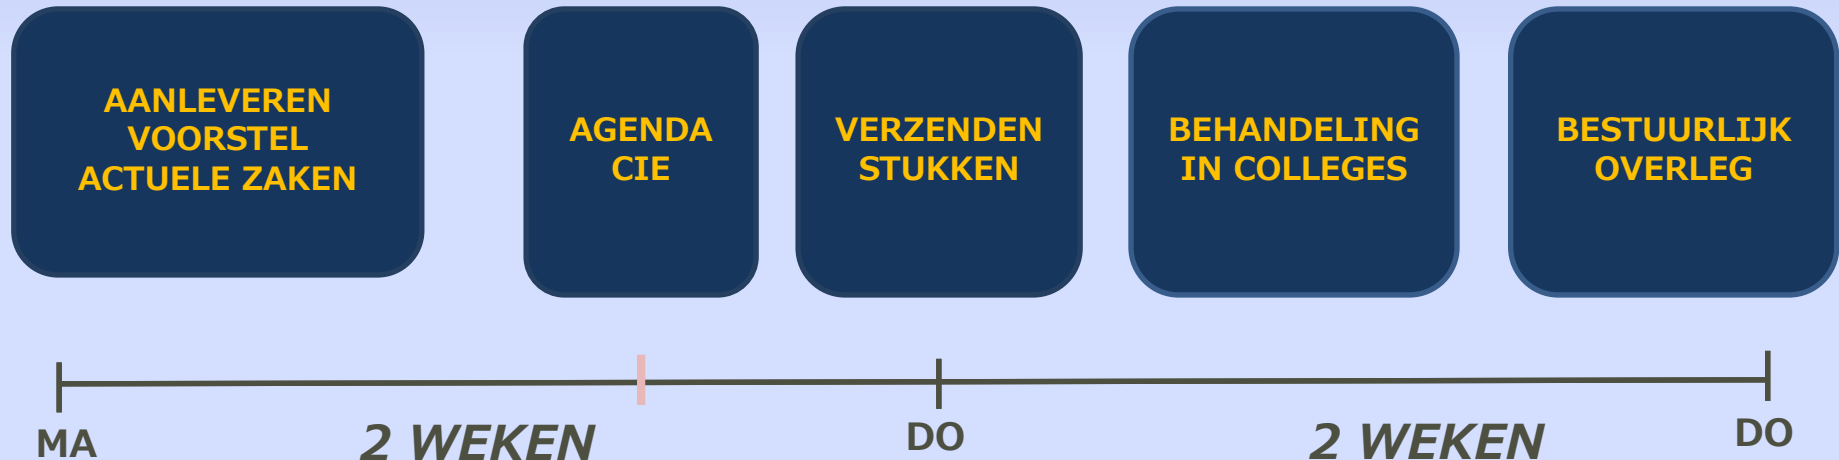 AANLEVEREN
VOORSTEL
ACTUELE ZAKEN
AGENDA
CIE
VERZENDEN
STUKKEN
BEHANDELING
IN COLLEGES
BESTUURLIJK
OVERLEG
MA
2 WEKEN
DO
2 WEKEN
DO